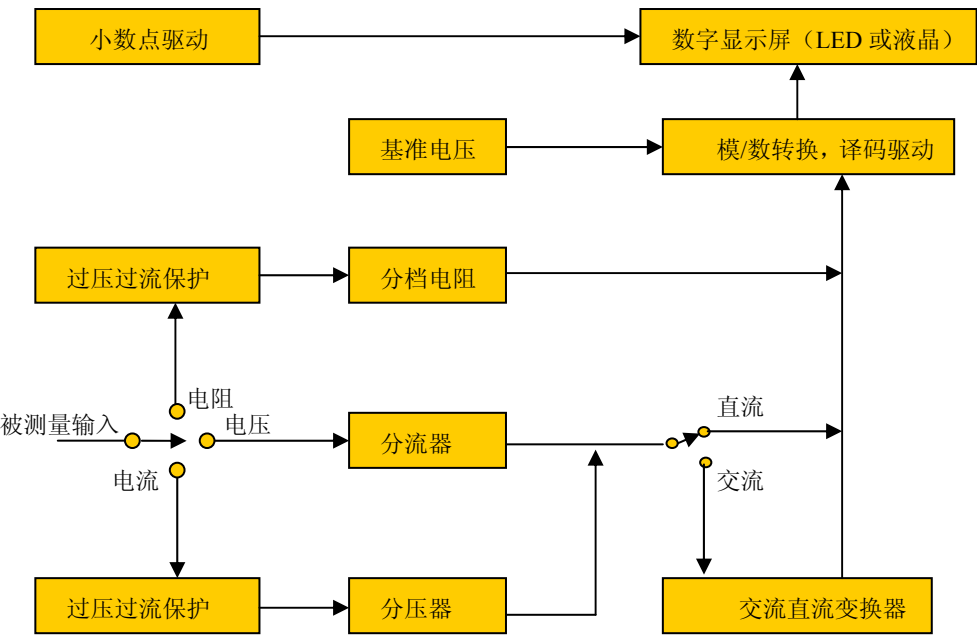 小数点驱动
数字显示屏（LED 或液晶）
基准电压
模/数转换，译码驱动
过压过流保护
分档电阻
电阻
被测量输入
电压
分流器
直流
电流
交流
过压过流保护
分压器
交流直流变换器